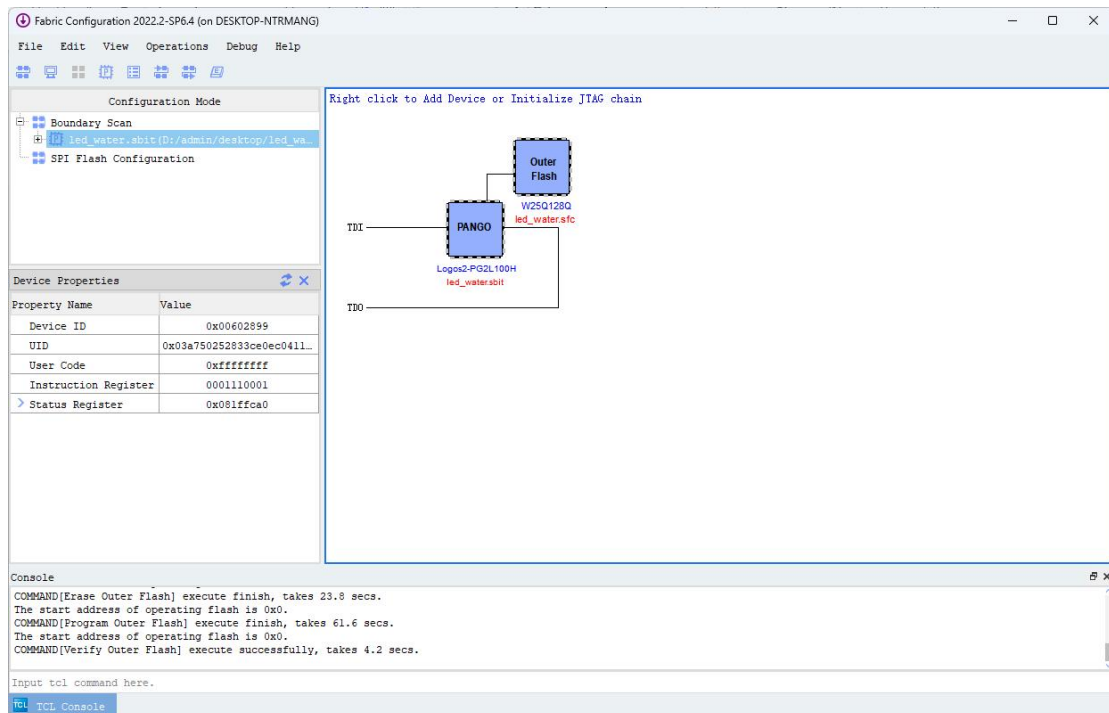 Fabric Configuration 2022.2-SP6.4 (on DESKTOP-NTRMANG)
File Edit View Operations Debug Help
Configuration Mode
Boundary Scan
led_water.sbit(D:/admin/desktop/led_wa...
SPI Flash Configuration
Device Properties
Property Name Value
Device ID 0x00602899
UID 0x03a750252833ce0ec0411...
User Code 0xffffffff
Instruction Register 0001110001
Status Register 0x081ffca0
Right click to Add Device or Initialize JTAG chain
Outer
Flash
W25Q128Q
led_water.sfc
TDI
PANGO
Logos2-PG2L100H
led_water.sbit
TDO
Console
COMMAND[Erase Outer Flash] execute finish, takes 23.8 secs.
The start address of operating flash is 0x0.
COMMAND[Program Outer Flash] execute finish, takes 61.6 secs.
The start address of operating flash is 0x0.
COMMAND[Verify Outer Flash] execute successfully, takes 4.2 secs.
Input tcl command here.
TCL TCL Console